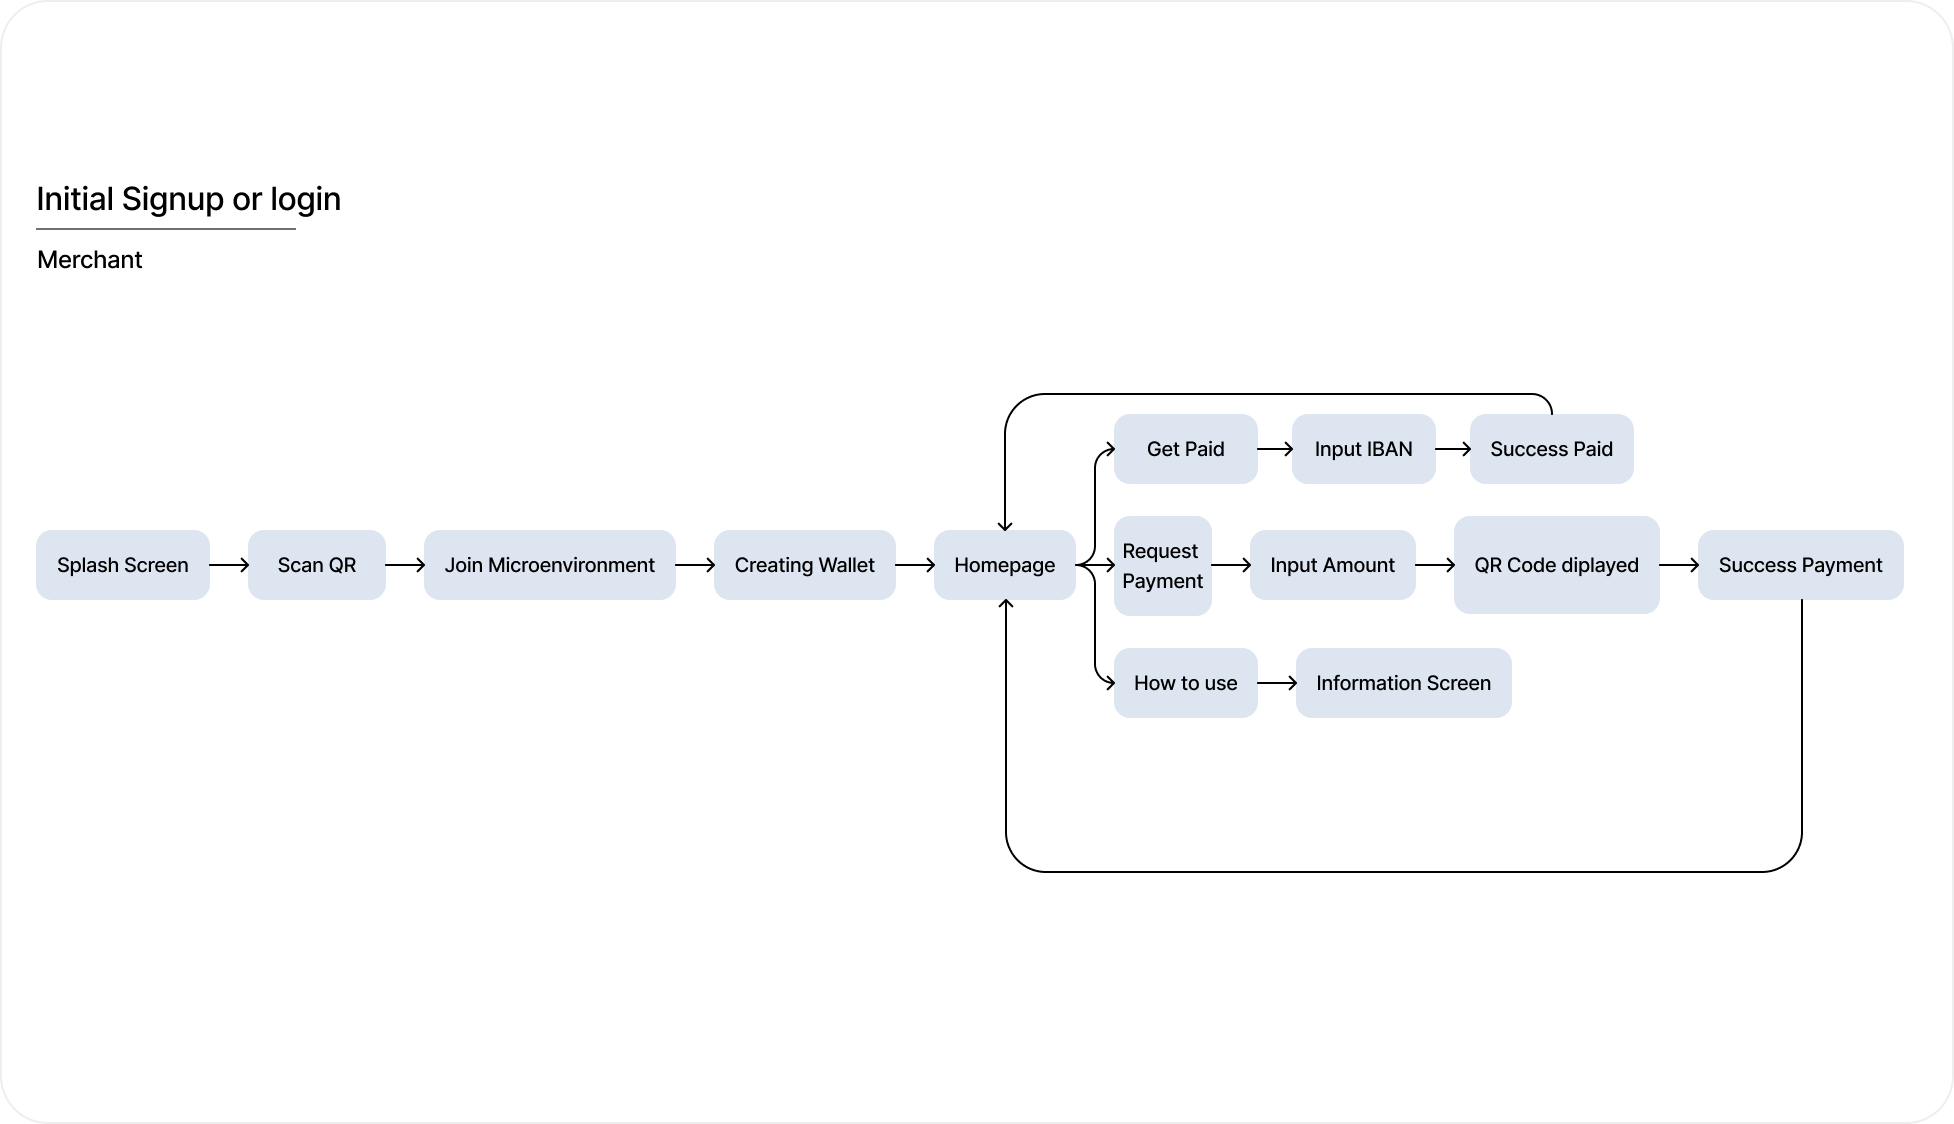 Initial Signup or login
Merchant
Get Paid
Input IBAN
Success Paid
Splash Screen
Scan QR
Join Microenvironment
Creating Wallet
Homepage
Request
Payment
Input Amount
QR Code diplayed
Success Payment
How to use
Information Screen